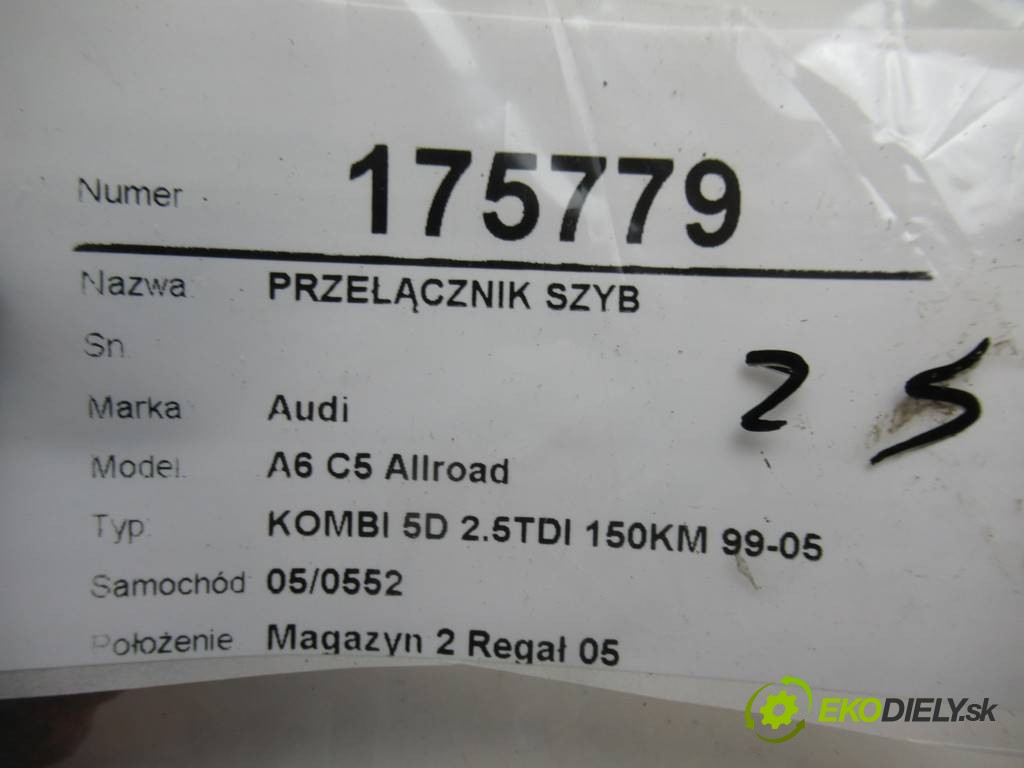 Numer 175779
Nazwa PRZEŁĄCZNIK SZYB
Sn
Marka Audi
2 5
Model A6 C5 Allroad
Typ KOMBI 5D 2.5TDI 150KM 99-05
Samochód 05/0552
Położenie Magazyn 2 Regał 05
EKODIELY.sk